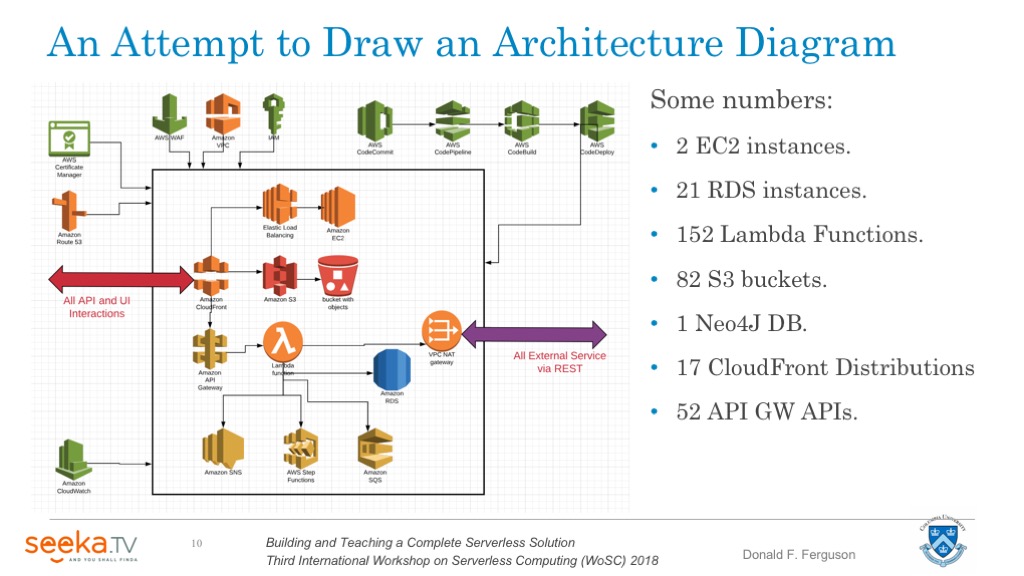 An Attempt to Draw an Architecture Diagram
AWS WAF
Amazon
VPC
IAM
AWS
CodeCommit
AWS
CodePipeline
AWS
CodeBuild
AWS
CodeDeploy
AWS
Certificate
Manager
Amazon
Route 53
Elastic Load
Balancing
Amazon
EC2
All API and UI
Interactions
Amazon
CloudFront
Amazon S3
bucket with
objects
Amazon
API
Gateway
λ
Lambda
function
Amazon
RDS
VPC NAT
gateway
All External Service
via REST
Amazon SNS
AWS Step
Functions
Amazon
SQS
Amazon
CloudWatch
Some numbers:
• 2 EC2 instances.
• 21 RDS instances.
• 152 Lambda Functions.
• 82 S3 buckets.
• 1 Neo4J DB.
• 17 CloudFront Distributions
• 52 API GW APIs.
seeka.TV
AND YOU SHALL FINDA
10
Building and Teaching a Complete Serverless Solution
Third International Workshop on Serverless Computing (WoSC) 2018
Donald F. Ferguson
COLUMBIA UNIVERSITY